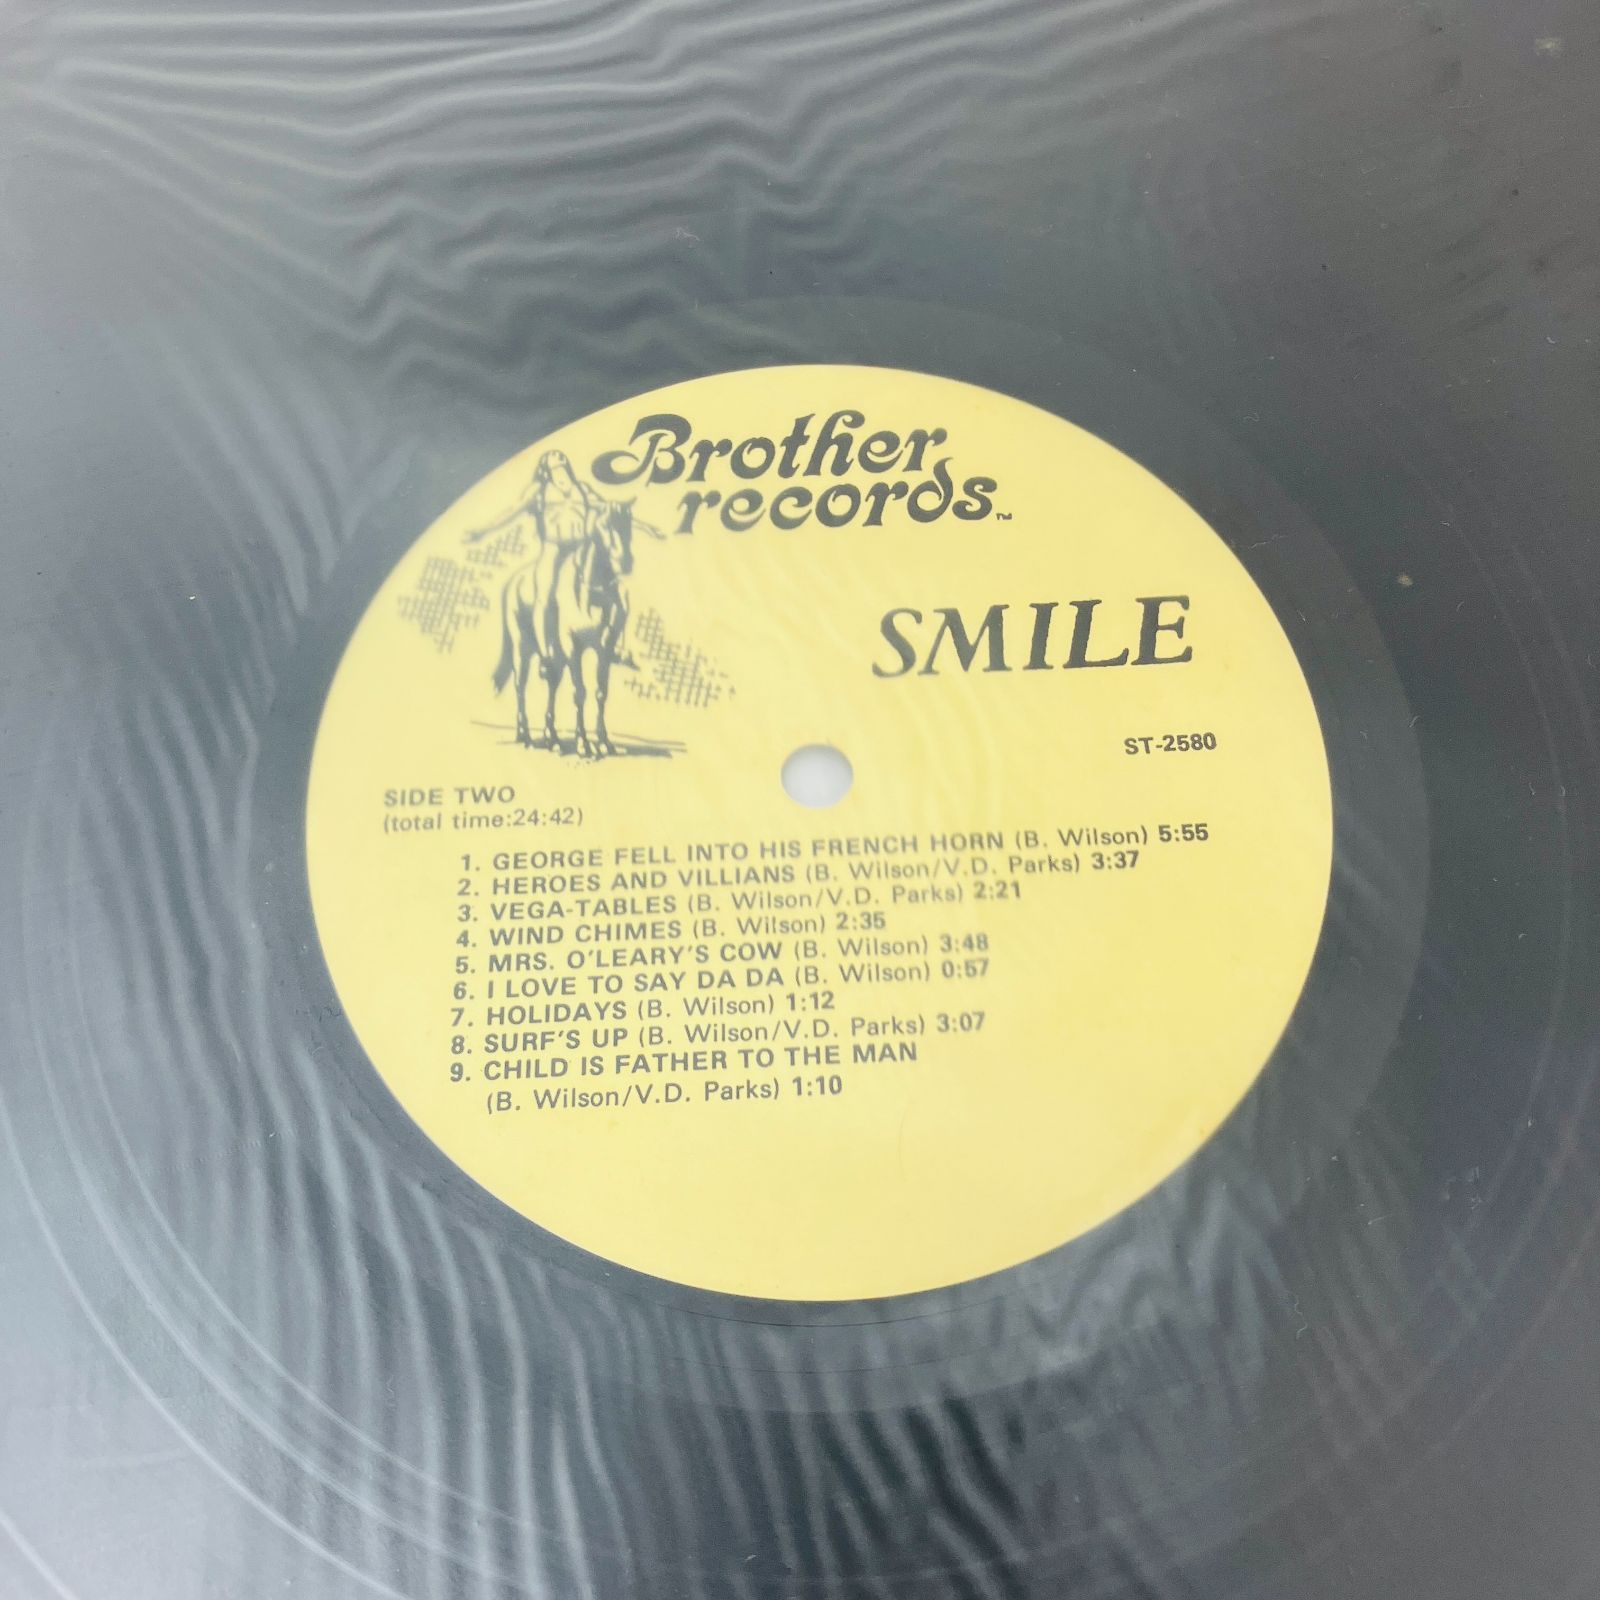 Brother
records™
SMILE
ST-2580
SIDE TWO
(total time:24:42)
1. GEORGE FELL INTO HIS FRENCH HORN (B. Wilson) 5:55
2. HEROES AND VILLIANS (B. Wilson/V.D. Parks) 3:37
3. VEGA-TABLES (B. Wilson/V.D. Parks) 2:21
4. WIND CHIMES (B. Wilson) 2:35
5. MRS. O'LEARY'S COW (B. Wilson) 3:48
6. I LOVE TO SAY DA DA (B. Wilson) 0:57
7. HOLIDAYS (B. Wilson) 1:12
8. SURF'S UP (B. Wilson/V.D. Parks) 3:07
9. CHILD IS FATHER TO THE MAN
(B. Wilson/V.D. Parks) 1:10